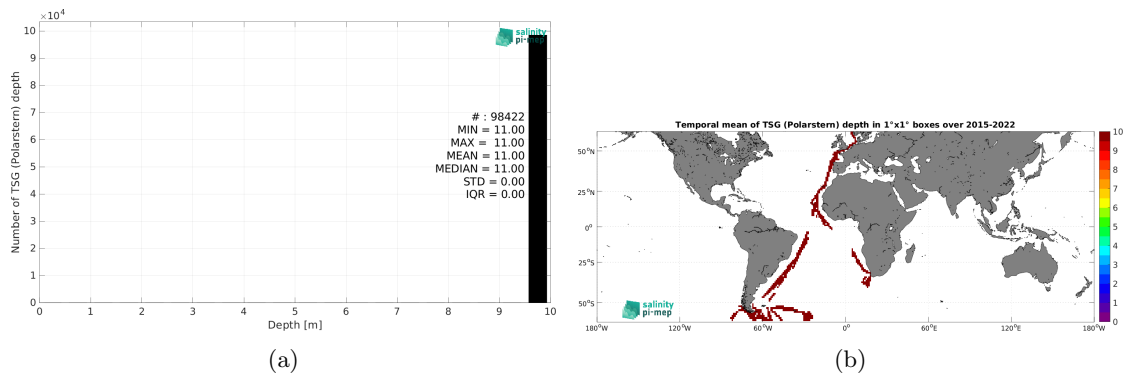 ×10⁴
10
9
8
7
6
5
4
3
2
1
0
Number of TSG (Polarstern) depth
salinity
pi-mep
# : 98422
MIN = 11.00
MAX = 11.00
MEAN = 11.00
MEDIAN = 11.00
STD = 0.00
IQR = 0.00
0 1 2 3 4 5 6 7 8 9 10
Depth [m]
(a)
Temporal mean of TSG (Polarstern) depth in 1°x1° boxes over 2015-2022
50°N
25°N
0°
25°S
50°S
salinity
pi-mep
180°W 120°W 60°W 0° 60°E 120°E 180°W
10
9
8
7
6
5
4
3
2
1
0
(b)